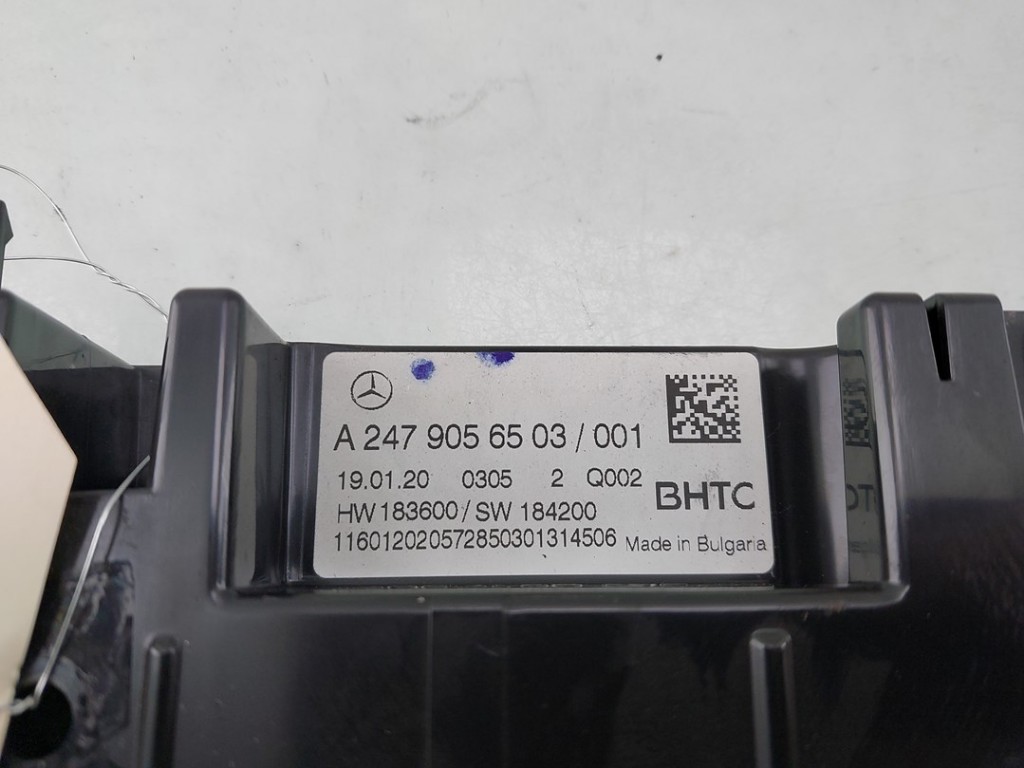 A 247 905 65 03 / 001
19.01.20 0305 2 Q002
BHTC
HW 183600 / SW 184200
116012020572850301314506 Made in Bulgaria